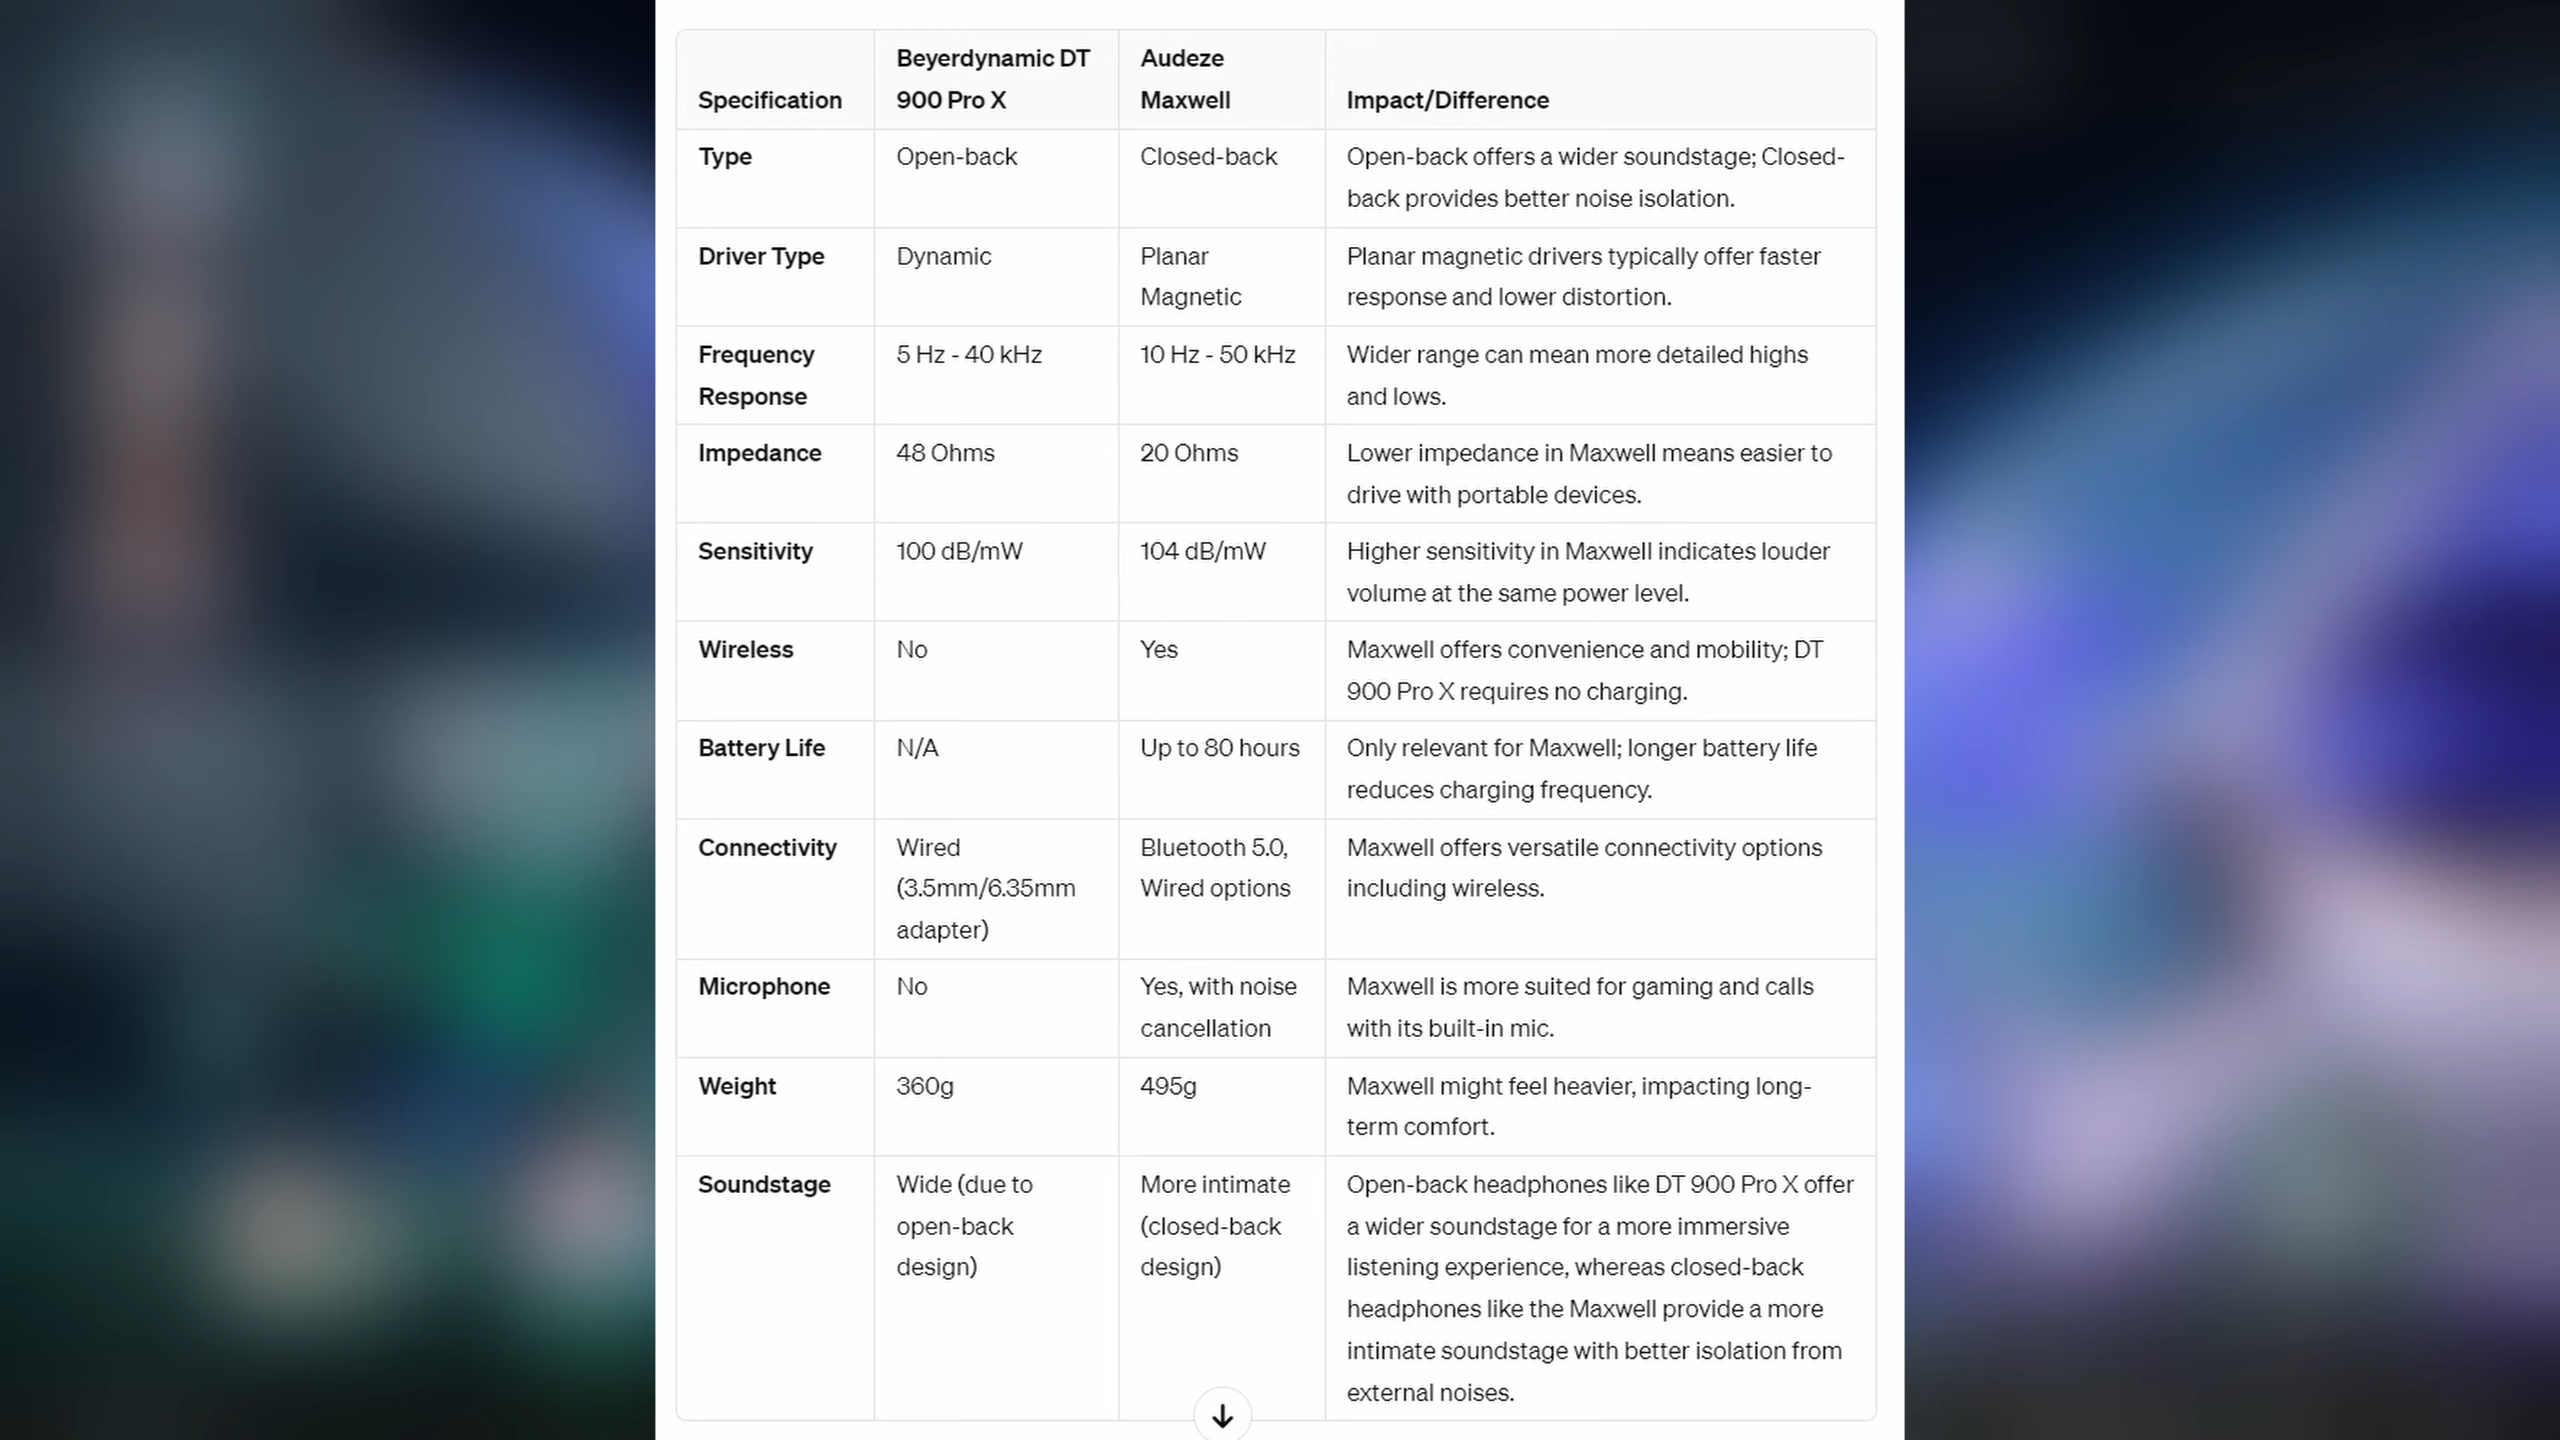 Specification
Beyerdynamic DT
900 Pro X
Audeze
Maxwell
Impact/Difference
Type
Open-back
Closed-back
Open-back offers a wider soundstage; Closed-
back provides better noise isolation.
Driver Type
Dynamic
Planar
Magnetic
Planar magnetic drivers typically offer faster
response and lower distortion.
Frequency
Response
5 Hz - 40 kHz
10 Hz - 50 kHz
Wider range can mean more detailed highs
and lows.
Impedance
48 Ohms
20 Ohms
Lower impedance in Maxwell means easier to
drive with portable devices.
Sensitivity
100 dB/mW
104 dB/mW
Higher sensitivity in Maxwell indicates louder
volume at the same power level.
Wireless
No
Yes
Maxwell offers convenience and mobility; DT
900 Pro X requires no charging.
Battery Life
N/A
Up to 80 hours
Only relevant for Maxwell; longer battery life
reduces charging frequency.
Connectivity
Wired
(3.5mm/6.35mm
adapter)
Bluetooth 5.0,
Wired options
Maxwell offers versatile connectivity options
including wireless.
Microphone
No
Yes, with noise
cancellation
Maxwell is more suited for gaming and calls
with its built-in mic.
Weight
360g
495g
Maxwell might feel heavier, impacting long-
term comfort.
Soundstage
Wide (due to
open-back
design)
More intimate
(closed-back
design)
Open-back headphones like DT 900 Pro X offer
a wider soundstage for a more immersive
listening experience, whereas closed-back
headphones like the Maxwell provide a more
intimate soundstage with better isolation from
external noises.